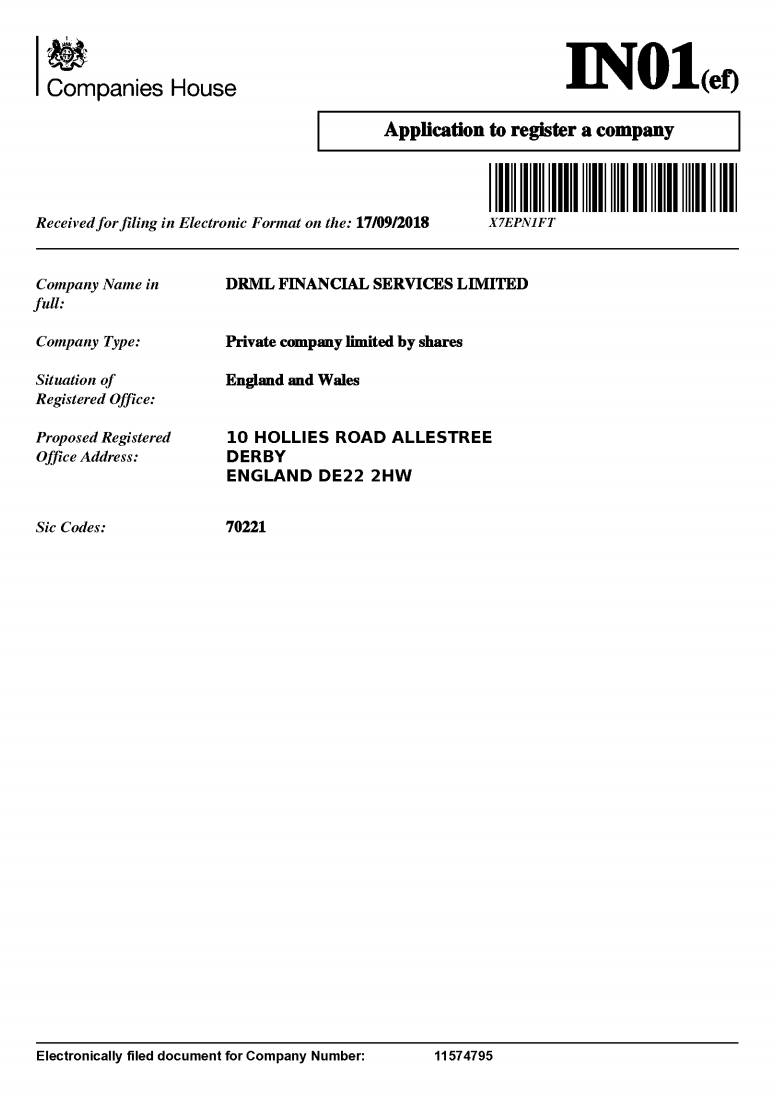 Companies House
IN01(ef)
Application to register a company
Received for filing in Electronic Format on the: 17/09/2018
X7EPN1FT
Company Name in full: DRML FINANCIAL SERVICES LIMITED
Company Type: Private company limited by shares
Situation of Registered Office: England and Wales
Proposed Registered Office Address: 10 HOLLIES ROAD ALLESTREE
DERBY
ENGLAND DE22 2HW
Sic Codes: 70221
Electronically filed document for Company Number: 11574795